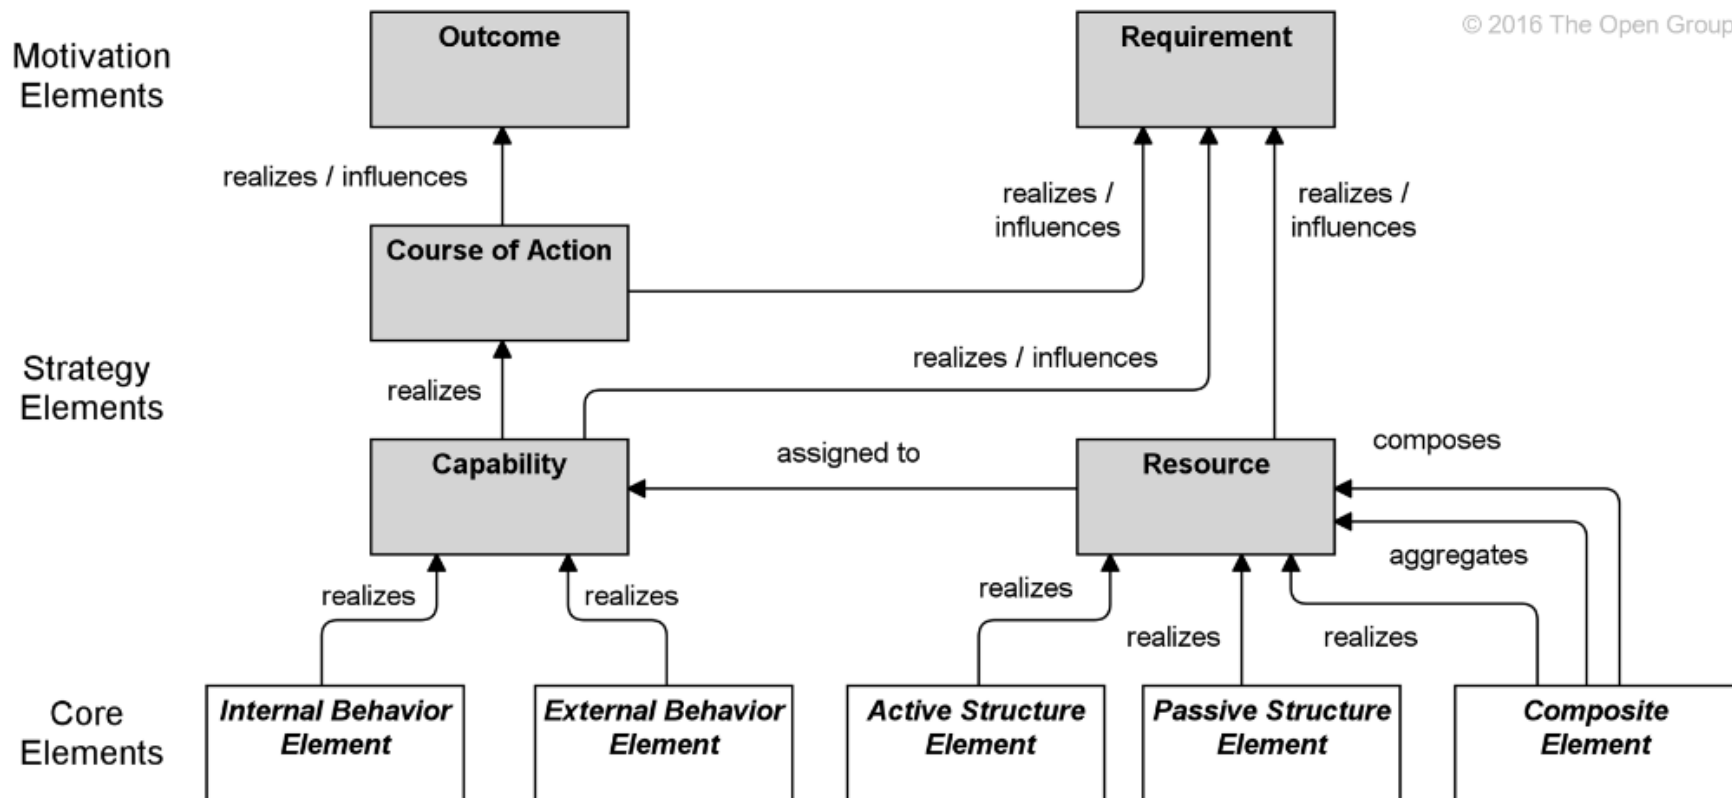 © 2016 The Open Group
Motivation
Elements
Outcome
Requirement
realizes / influences
realizes /
influences
realizes /
influences
Course of Action
Strategy
Elements
realizes / influences
realizes
Capability
assigned to
Resource
composes
aggregates
realizes
realizes
realizes
realizes
realizes
Core
Elements
Internal Behavior
Element
External Behavior
Element
Active Structure
Element
Passive Structure
Element
Composite
Element